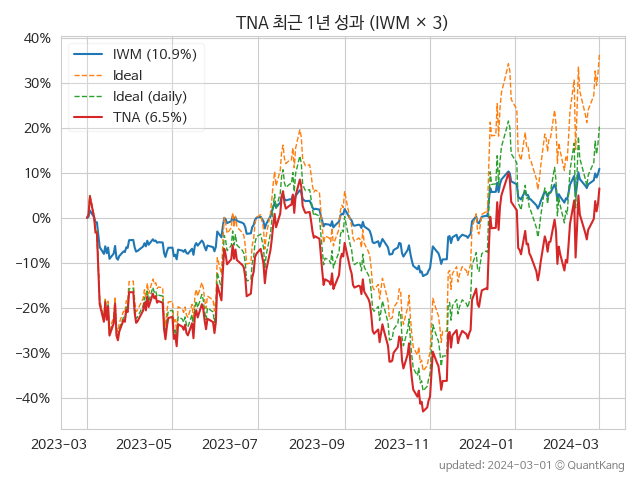 TNA 최근 1년 성과 (IWM × 3)
40%
30%
20%
10%
0%
−10%
−20%
−30%
−40%
IWM (10.9%)
Ideal
Ideal (daily)
TNA (6.5%)
2023-03
2023-05
2023-07
2023-09
2023-11
2024-01
2024-03
updated: 2024-03-01 © QuantKang